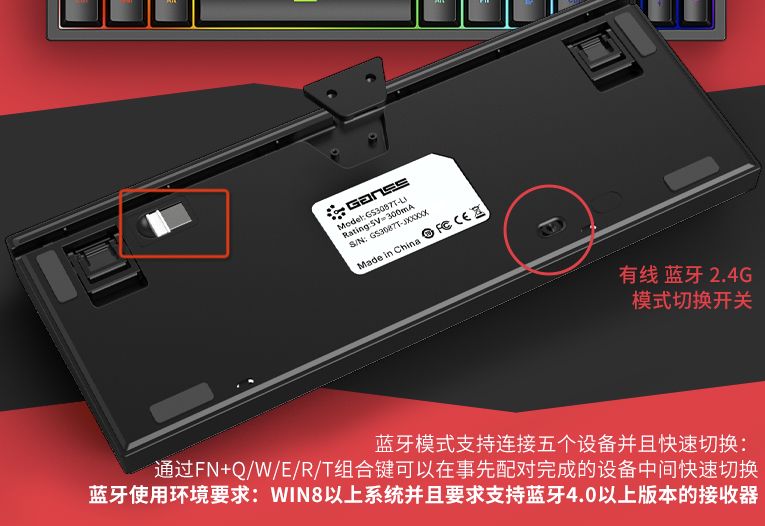 Alt
GANSS
Model: GS3087T-LI
Rating:5V⎓300mA
S/N: GS3087T-JXXXXX
Made in China
FC CE
有线 蓝牙 2.4G
模式切换开关
蓝牙模式支持连接五个设备并且快速切换：
通过FN+Q/W/E/R/T组合键可以在事先配对完成的设备中间快速切换
蓝牙使用环境要求：WIN8以上系统并且要求支持蓝牙4.0以上版本的接收器